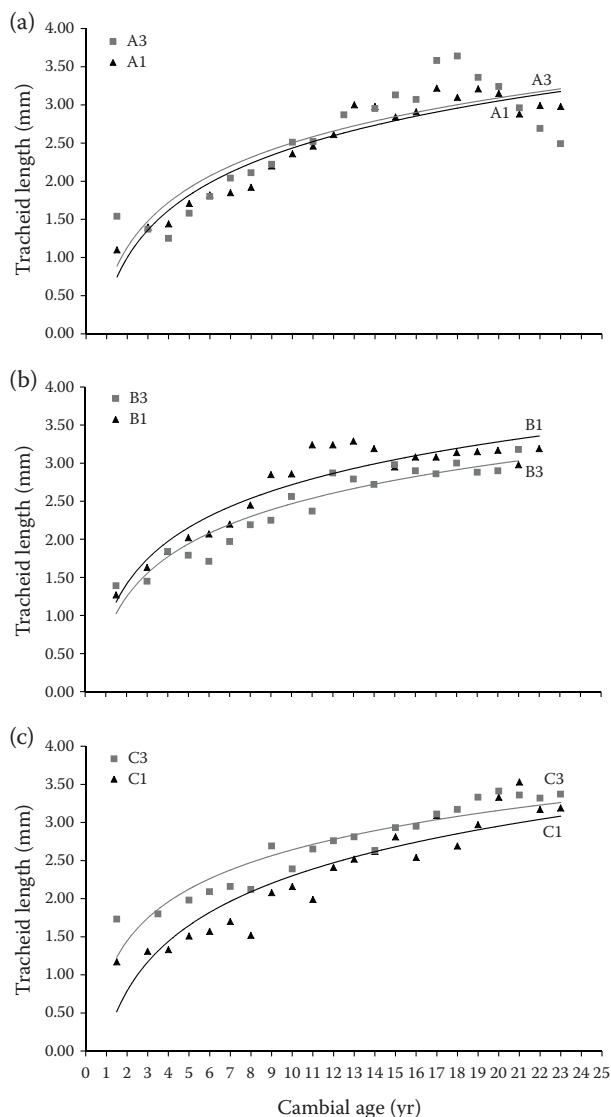 (a)
A3
A1
4.00
3.50
3.00
2.50
2.00
1.50
1.00
0.50
0.00
Tracheid length (mm)
A3
A1
(b)
B3
B1
4.00
3.50
3.00
2.50
2.00
1.50
1.00
0.50
0.00
Tracheid length (mm)
B1
B3
(c)
C3
C1
4.00
3.50
3.00
2.50
2.00
1.50
1.00
0.50
0.00
Tracheid length (mm)
C3
C1
0 1 2 3 4 5 6 7 8 9 10 11 12 13 14 15 16 17 18 19 20 21 22 23 24 25
Cambial age (yr)